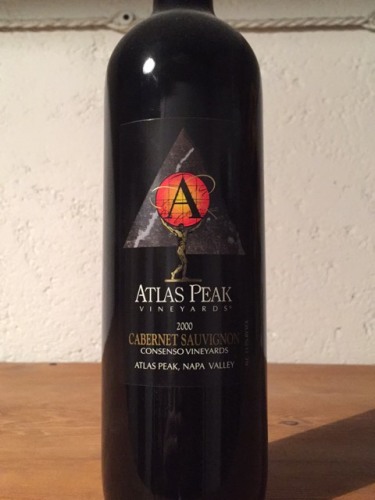 A
ATLAS PEAK
VINEYARDS®
2000
CABERNET SAUVIGNON
CONSENSO VINEYARDS
ATLAS PEAK, NAPA VALLEY